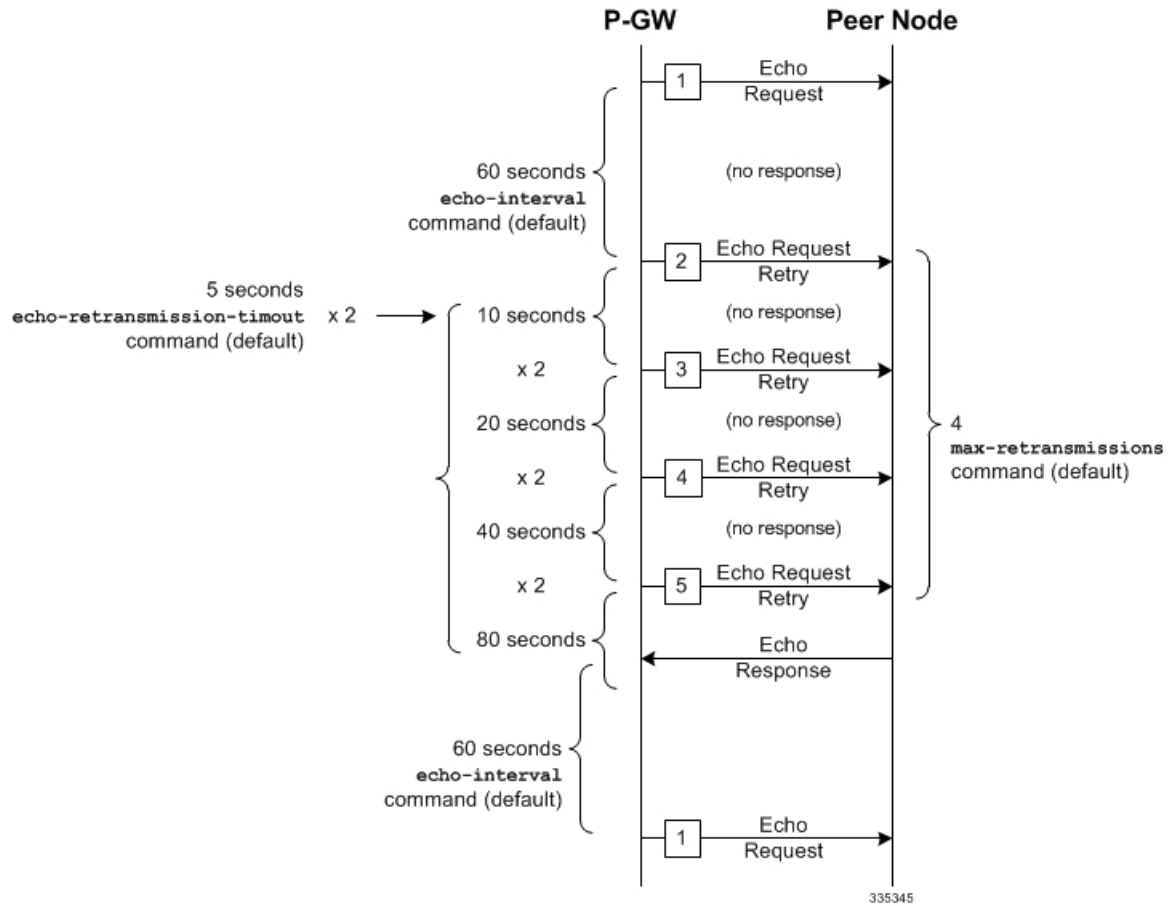 P-GW
Peer Node
1
Echo
Request
60 seconds
echo-interval
command (default)
(no response)
2
Echo Request
Retry
5 seconds
echo-retransmission-timout
command (default)
x 2
10 seconds
(no response)
x 2
3
Echo Request
Retry
20 seconds
(no response)
4
max-retransmissions
command (default)
x 2
4
Echo Request
Retry
40 seconds
(no response)
x 2
5
Echo Request
Retry
80 seconds
Echo
Response
60 seconds
echo-interval
command (default)
1
Echo
Request
335345